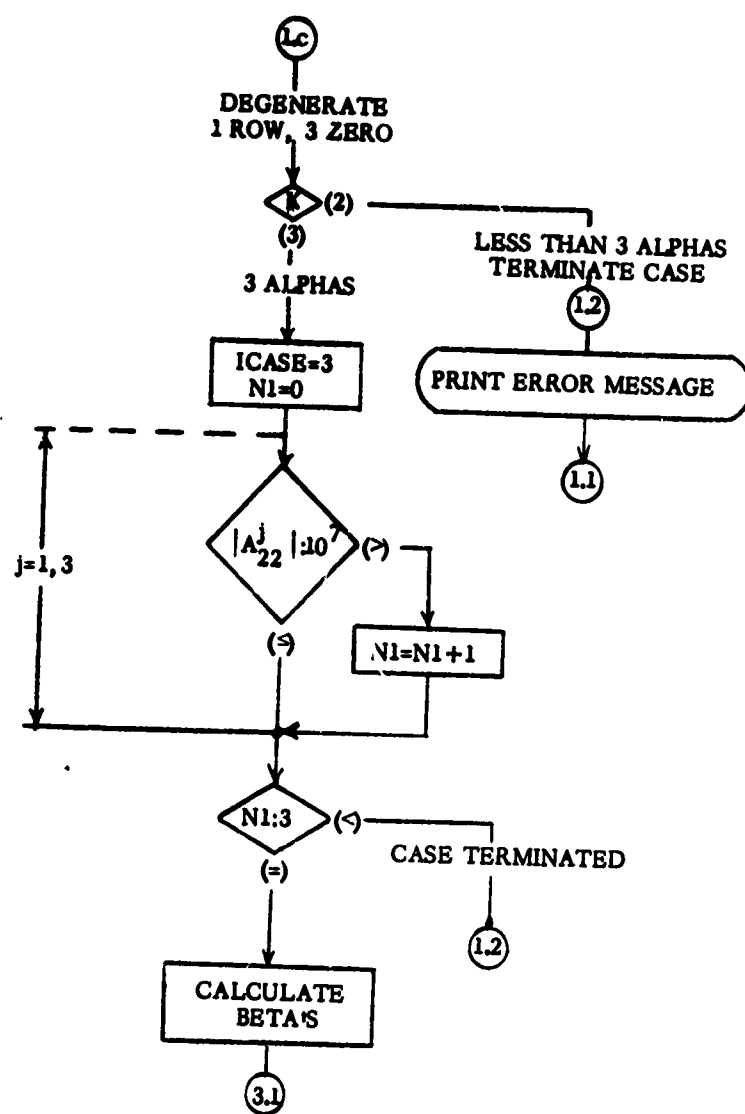 1.c
DEGENERATE
1 ROW, 3 ZERO
K (2)
(3)
LESS THAN 3 ALPHAS
TERMINATE CASE
3 ALPHAS
1.2
ICASE=3
N1=0
PRINT ERROR MESSAGE
1.1
|A^j_22|:10^7 (>)
j=1,3
(≤)
N1=N1+1
N1:3 (<)
CASE TERMINATED
(=)
1.2
CALCULATE
BETA'S
3.1